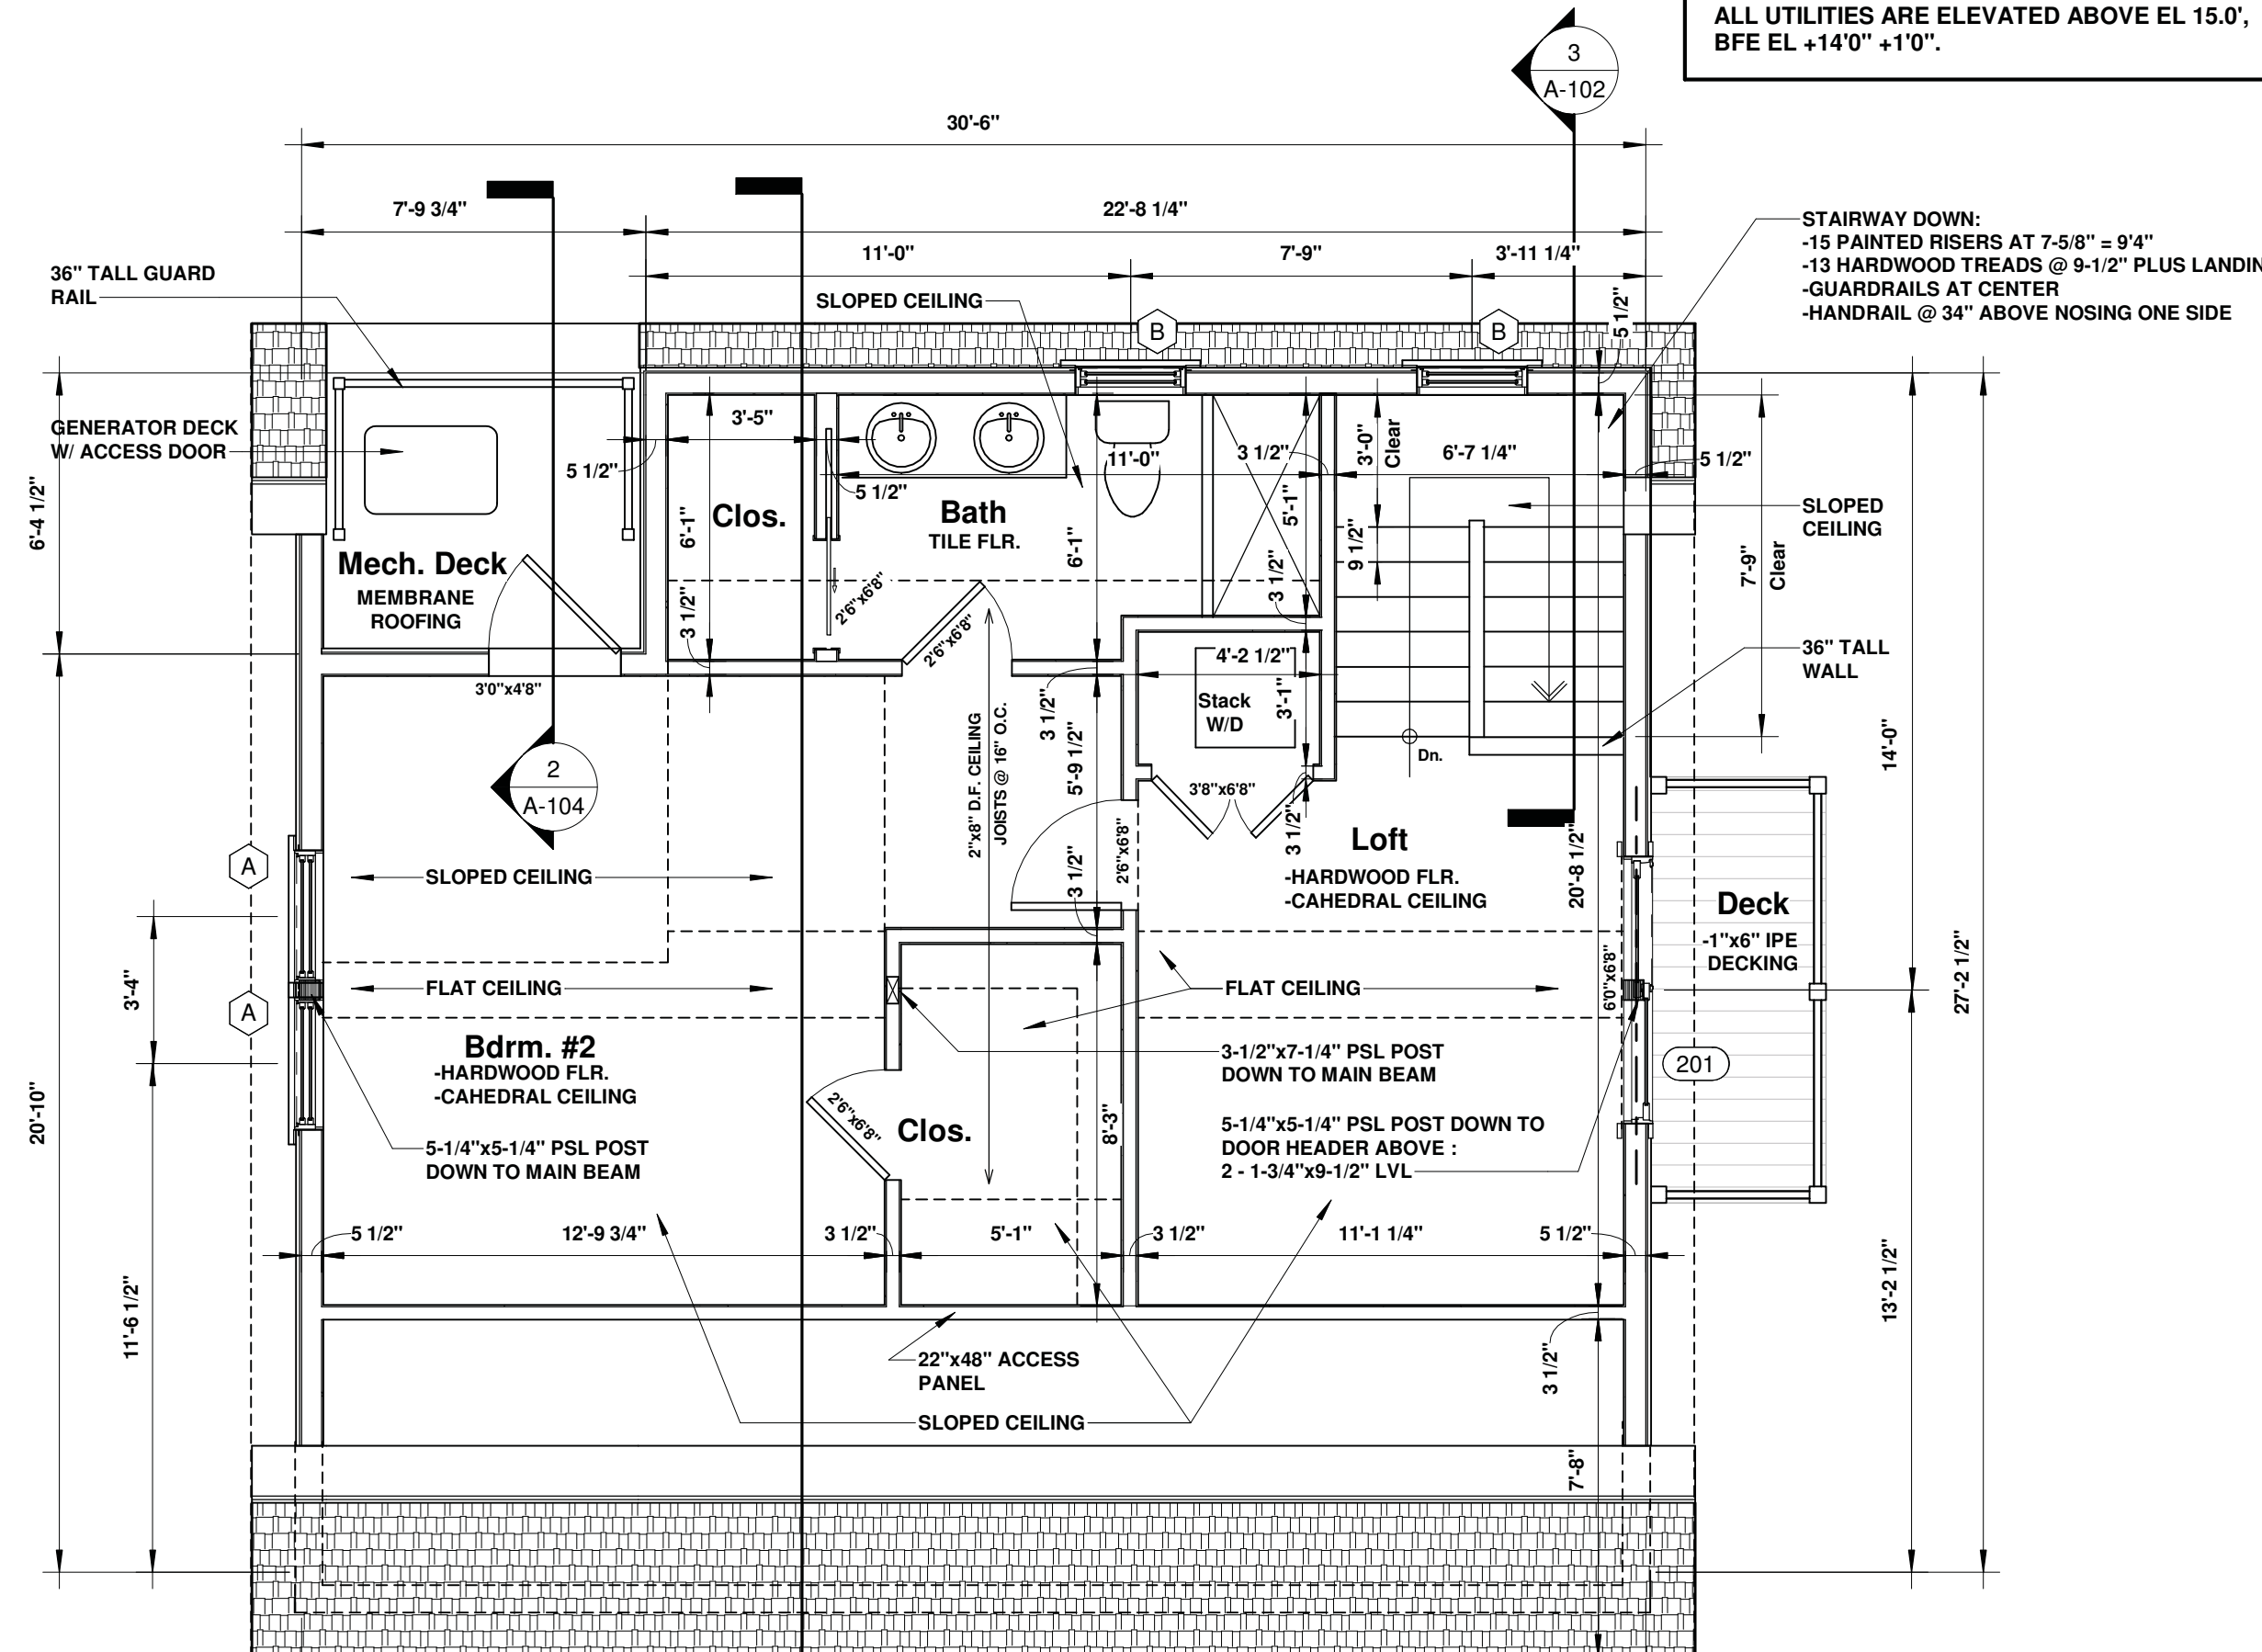 ALL UTILITIES ARE ELEVATED ABOVE EL 15.0',
BFE EL +14'0" +1'0".
3
A-102
30'-6"
7'-9 3/4"
22'-8 1/4"
11'-0"
7'-9"
3'-11 1/4"
STAIRWAY DOWN:
-15 PAINTED RISERS AT 7-5/8" = 9'4"
-13 HARDWOOD TREADS @ 9-1/2" PLUS LANDIN
-GUARDRAILS AT CENTER
-HANDRAIL @ 34" ABOVE NOSING ONE SIDE
36" TALL GUARD
RAIL
SLOPED CEILING
B
B
5 1/2"
GENERATOR DECK
W/ ACCESS DOOR
6'-4 1/2"
5 1/2"
3'-5"
5 1/2"
11'-0"
3 1/2"
3'-0"
Clear
6'-7 1/4"
5 1/2"
Clos.
6'-1"
Bath
TILE FLR.
6'-1"
5'-1"
9 1/2"
SLOPED
CEILING
7'-9"
Clear
Mech. Deck
MEMBRANE
ROOFING
3 1/2"
2'6"x6'8"
2'6"x6'8"
3 1/2"
3'0"x4'8"
4'-2 1/2"
Stack
W/D
3'-1"
36" TALL
WALL
Dn.
3 1/2"
5'-9 1/2"
2"x8" D.F. CEILING
JOISTS @ 16" O.C.
2
A-104
3'8"x6'8"
3 1/2"
14'-0"
A
SLOPED CEILING
3 1/2"
2'6"x6'8"
Loft
-HARDWOOD FLR.
-CAHEDRAL CEILING
20'-8 1/2"
Deck
-1"x6" IPE
DECKING
27'-2 1/2"
3'-4"
A
FLAT CEILING
FLAT CEILING
6'0"x6'8"
Bdrm. #2
-HARDWOOD FLR.
-CAHEDRAL CEILING
3-1/2"x7-1/4" PSL POST
DOWN TO MAIN BEAM
201
20'-10"
2'6"x6'8"
Clos.
8'-3"
5-1/4"x5-1/4" PSL POST
DOWN TO MAIN BEAM
5-1/4"x5-1/4" PSL POST DOWN TO
DOOR HEADER ABOVE :
2 - 1-3/4"x9-1/2" LVL
5 1/2"
12'-9 3/4"
3 1/2"
5'-1"
3 1/2"
11'-1 1/4"
5 1/2"
11'-6 1/2"
13'-2 1/2"
22"x48" ACCESS
PANEL
3 1/2"
SLOPED CEILING
7'-8"